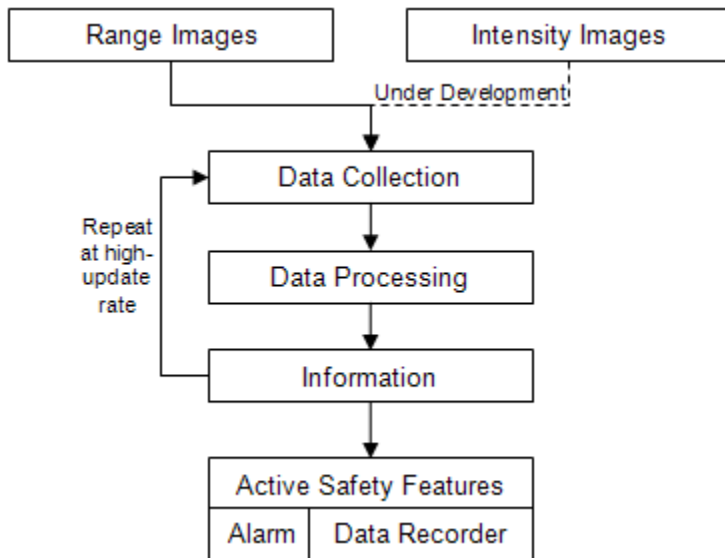 Range Images
Intensity Images
Under Development
Data Collection
Repeat
at high-
update
rate
Data Processing
Information
Active Safety Features
Alarm
Data Recorder